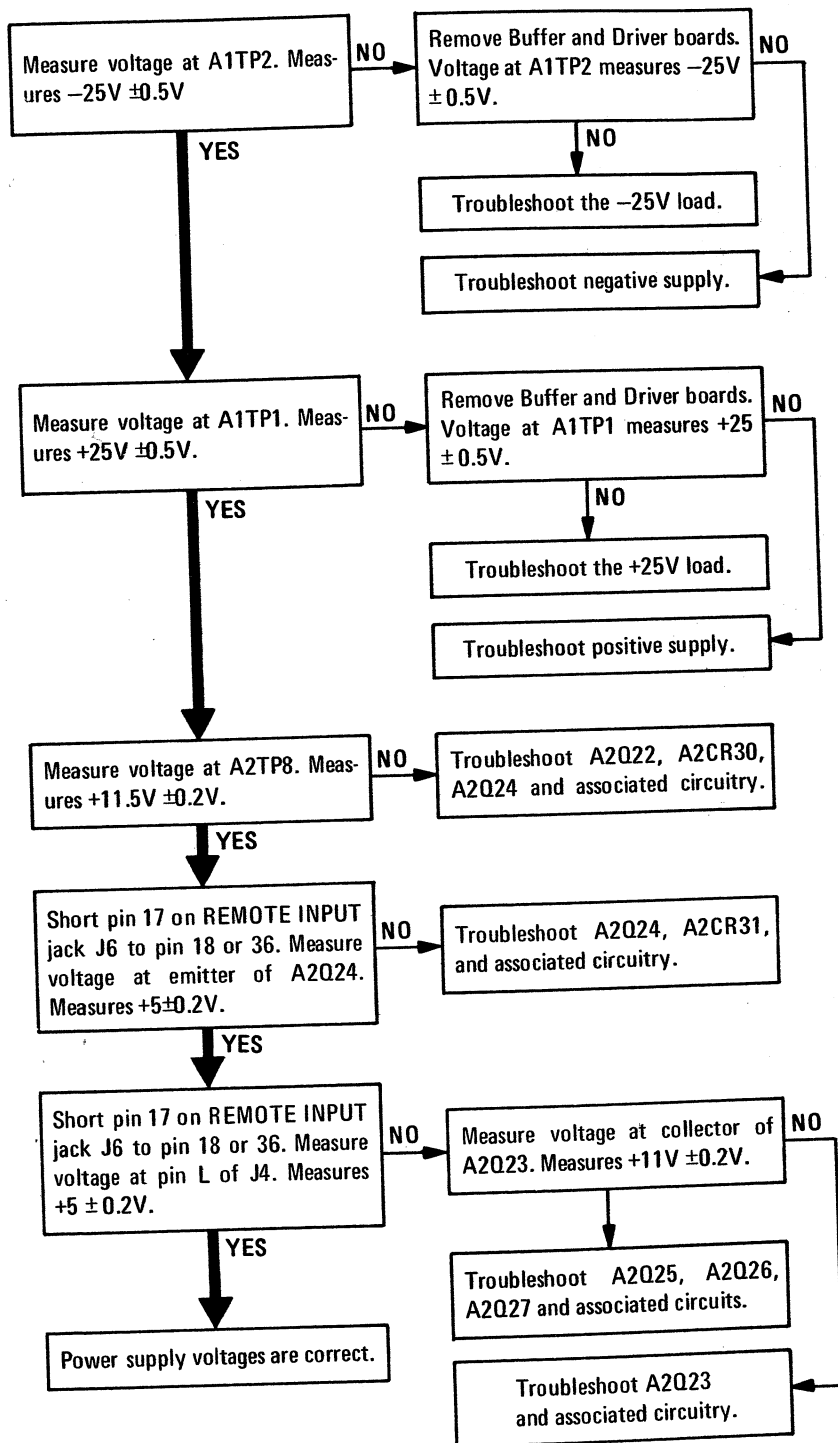 Measure voltage at A1TP2. Meas-
ures –25V ±0.5V
NO
Remove Buffer and Driver boards.
Voltage at A1TP2 measures –25V
± 0.5V.
NO
YES
NO
Troubleshoot the –25V load.
Troubleshoot negative supply.
Measure voltage at A1TP1. Meas-
ures +25V ±0.5V.
NO
Remove Buffer and Driver boards.
Voltage at A1TP1 measures +25
± 0.5V.
NO
YES
NO
Troubleshoot the +25V load.
Troubleshoot positive supply.
Measure voltage at A2TP8. Meas-
ures +11.5V ±0.2V.
NO
Troubleshoot A2Q22, A2CR30,
A2Q24 and associated circuitry.
YES
Short pin 17 on REMOTE INPUT
jack J6 to pin 18 or 36. Measure
voltage at emitter of A2Q24.
Measures +5±0.2V.
NO
Troubleshoot A2Q24, A2CR31,
and associated circuitry.
YES
Short pin 17 on REMOTE INPUT
jack J6 to pin 18 or 36. Measure
voltage at pin L of J4. Measures
+5 ± 0.2V.
NO
Measure voltage at collector of
A2Q23. Measures +11V ±0.2V.
NO
YES
Troubleshoot A2Q25, A2Q26,
A2Q27 and associated circuits.
Power supply voltages are correct.
Troubleshoot A2Q23
and associated circuitry.